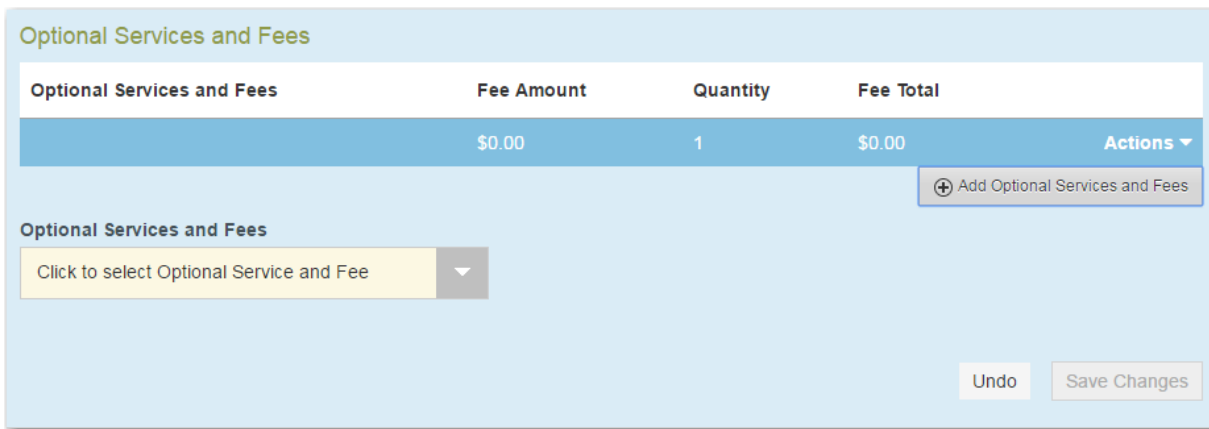 Optional Services and Fees
Optional Services and Fees Fee Amount Quantity Fee Total
$0.00 1 $0.00 Actions
Add Optional Services and Fees
Optional Services and Fees
Click to select Optional Service and Fee
Undo Save Changes